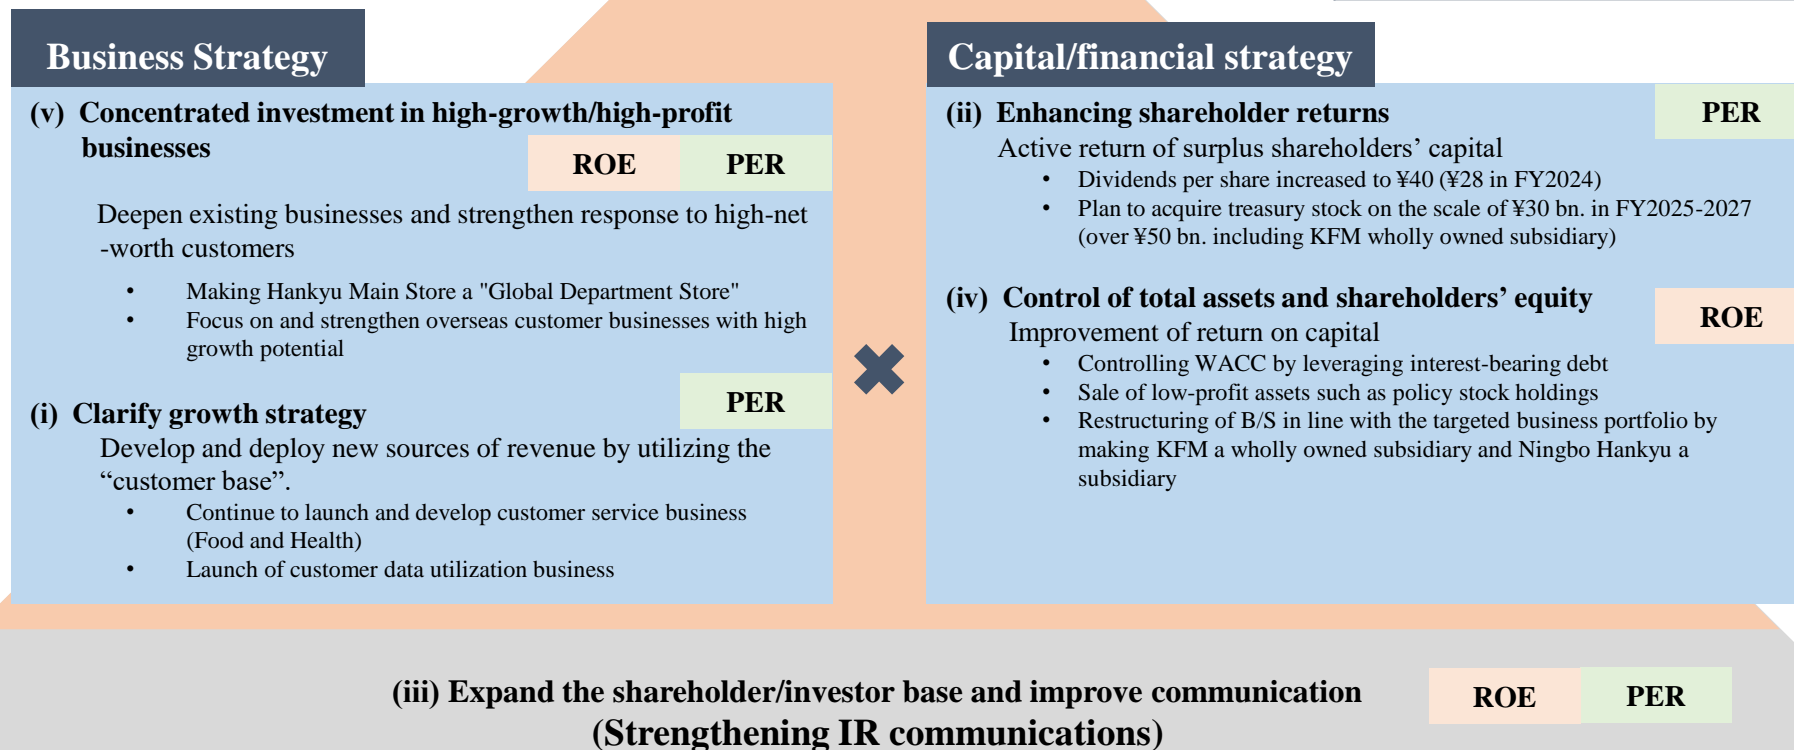 Business Strategy
(v) Concentrated investment in high-growth/high-profit
businesses
ROE
PER
Deepen existing businesses and strengthen response to high-net
-worth customers
• Making Hankyu Main Store a "Global Department Store"
• Focus on and strengthen overseas customer businesses with high
growth potential
PER
(i) Clarify growth strategy
Develop and deploy new sources of revenue by utilizing the
“customer base”.
• Continue to launch and develop customer service business
(Food and Health)
• Launch of customer data utilization business
Capital/financial strategy
(ii) Enhancing shareholder returns
PER
Active return of surplus shareholders’ capital
• Dividends per share increased to ¥40 (¥28 in FY2024)
• Plan to acquire treasury stock on the scale of ¥30 bn. in FY2025-2027
(over ¥50 bn. including KFM wholly owned subsidiary)
(iv) Control of total assets and shareholders’ equity
ROE
Improvement of return on capital
• Controlling WACC by leveraging interest-bearing debt
• Sale of low-profit assets such as policy stock holdings
• Restructuring of B/S in line with the targeted business portfolio by
making KFM a wholly owned subsidiary and Ningbo Hankyu a
subsidiary
(iii) Expand the shareholder/investor base and improve communication
(Strengthening IR communications)
ROE
PER